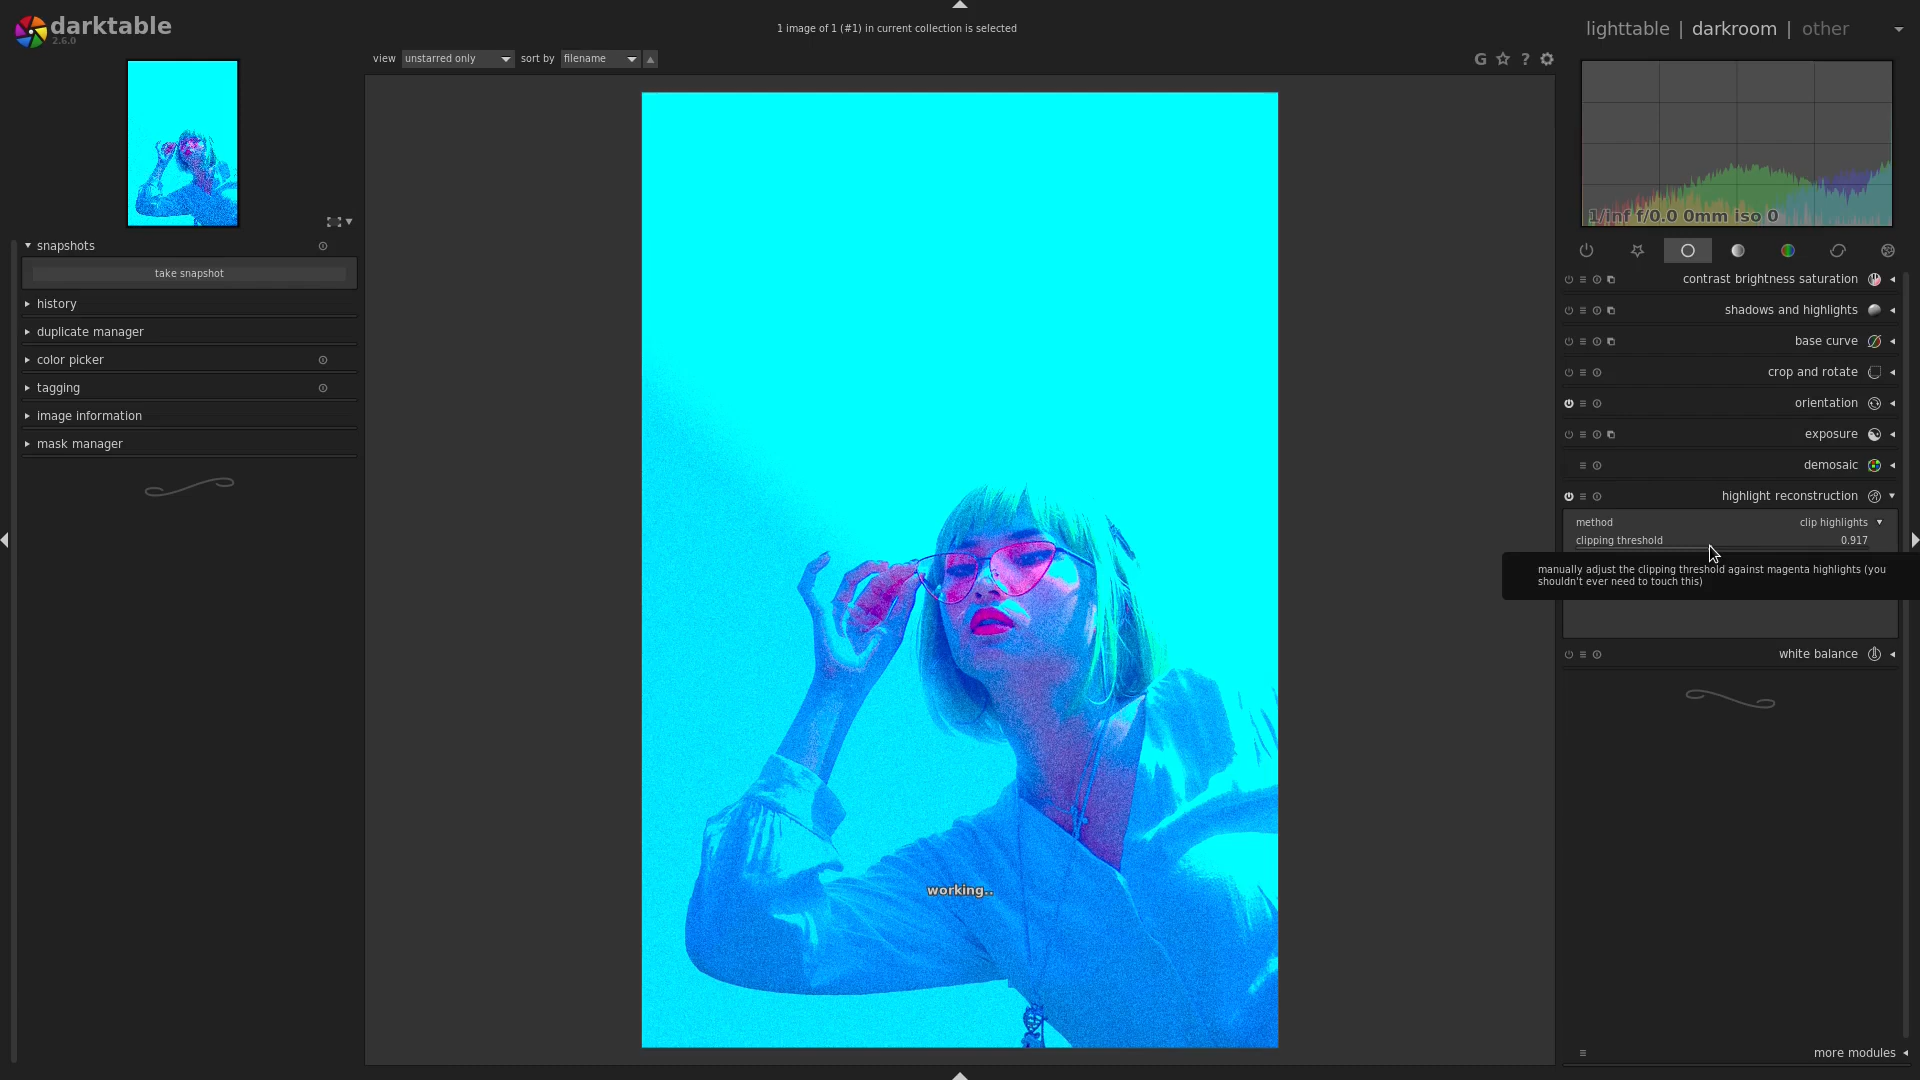 darktable
2.6.0
1 image of 1 (#1) in current collection is selected
lighttable | darkroom | other
view unstarred only sort by filename
G ☆ ?
1/inf f/0.0 0mm iso 0
snapshots
take snapshot
history
duplicate manager
color picker
tagging
image information
mask manager
contrast brightness saturation
shadows and highlights
base curve
crop and rotate
orientation
exposure
demosaic
highlight reconstruction
method clip highlights
clipping threshold 0.917
manually adjust the clipping threshold against magenta highlights (you
shouldn't ever need to touch this)
white balance
working..
more modules